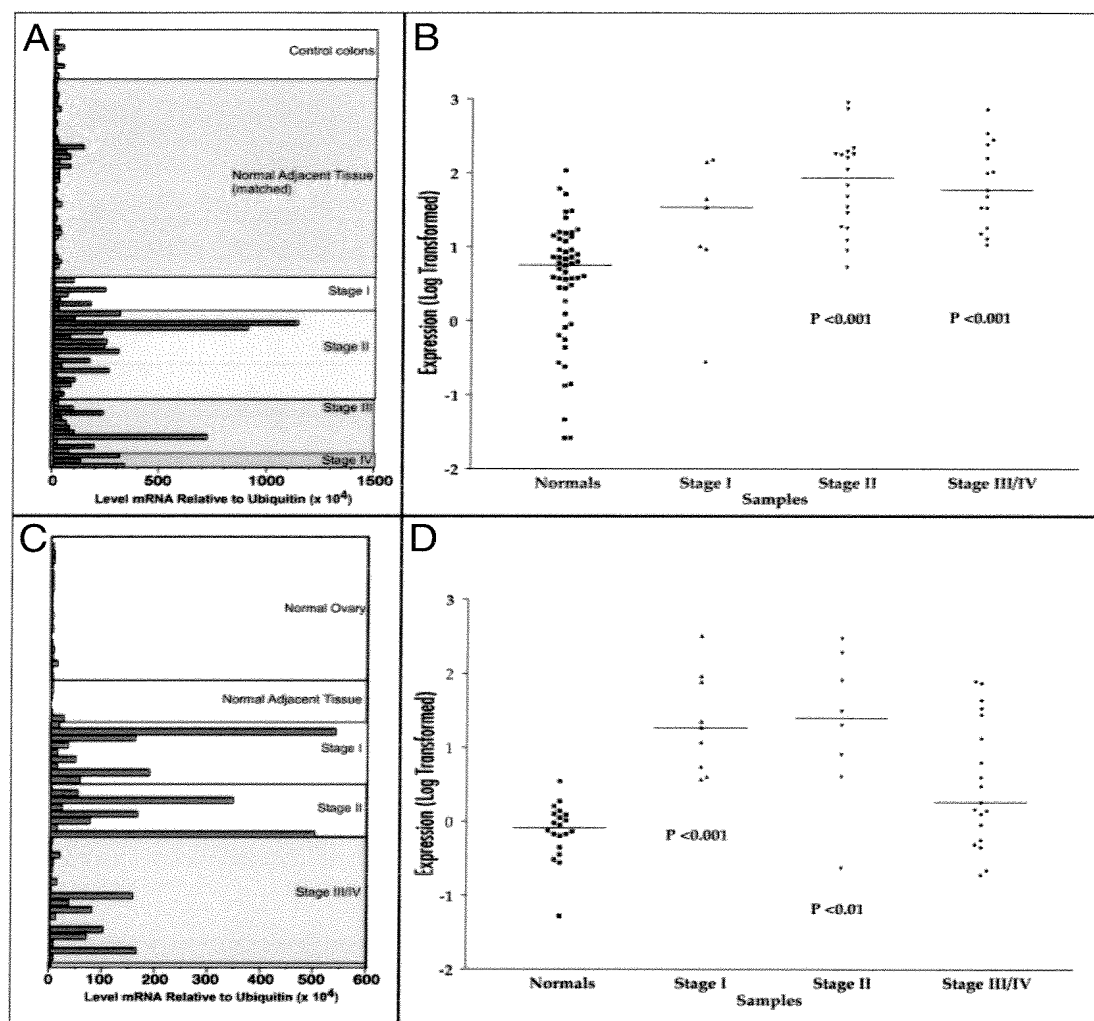 A
Control colons
Normal Adjacent Tissue
(matched)
Stage I
Stage II
Stage III
Stage IV
0 500 1000 1500
Level mRNA Relative to Ubiquitin (x 10⁴)
B
Expression (Log Transformed)
3
2
1
0
-1
-2
P <0.001 P <0.001
Normals Stage I Stage II Stage III/IV
Samples
C
Normal Ovary
Normal Adjacent Tissue
Stage I
Stage II
Stage III/IV
0 100 200 300 400 500 600
Level mRNA Relative to Ubiquitin (x 10⁴)
D
Expression (Log Transformed)
3
2
1
0
-1
-2
P <0.001
P <0.01
Normals Stage I Stage II Stage III/IV
Samples